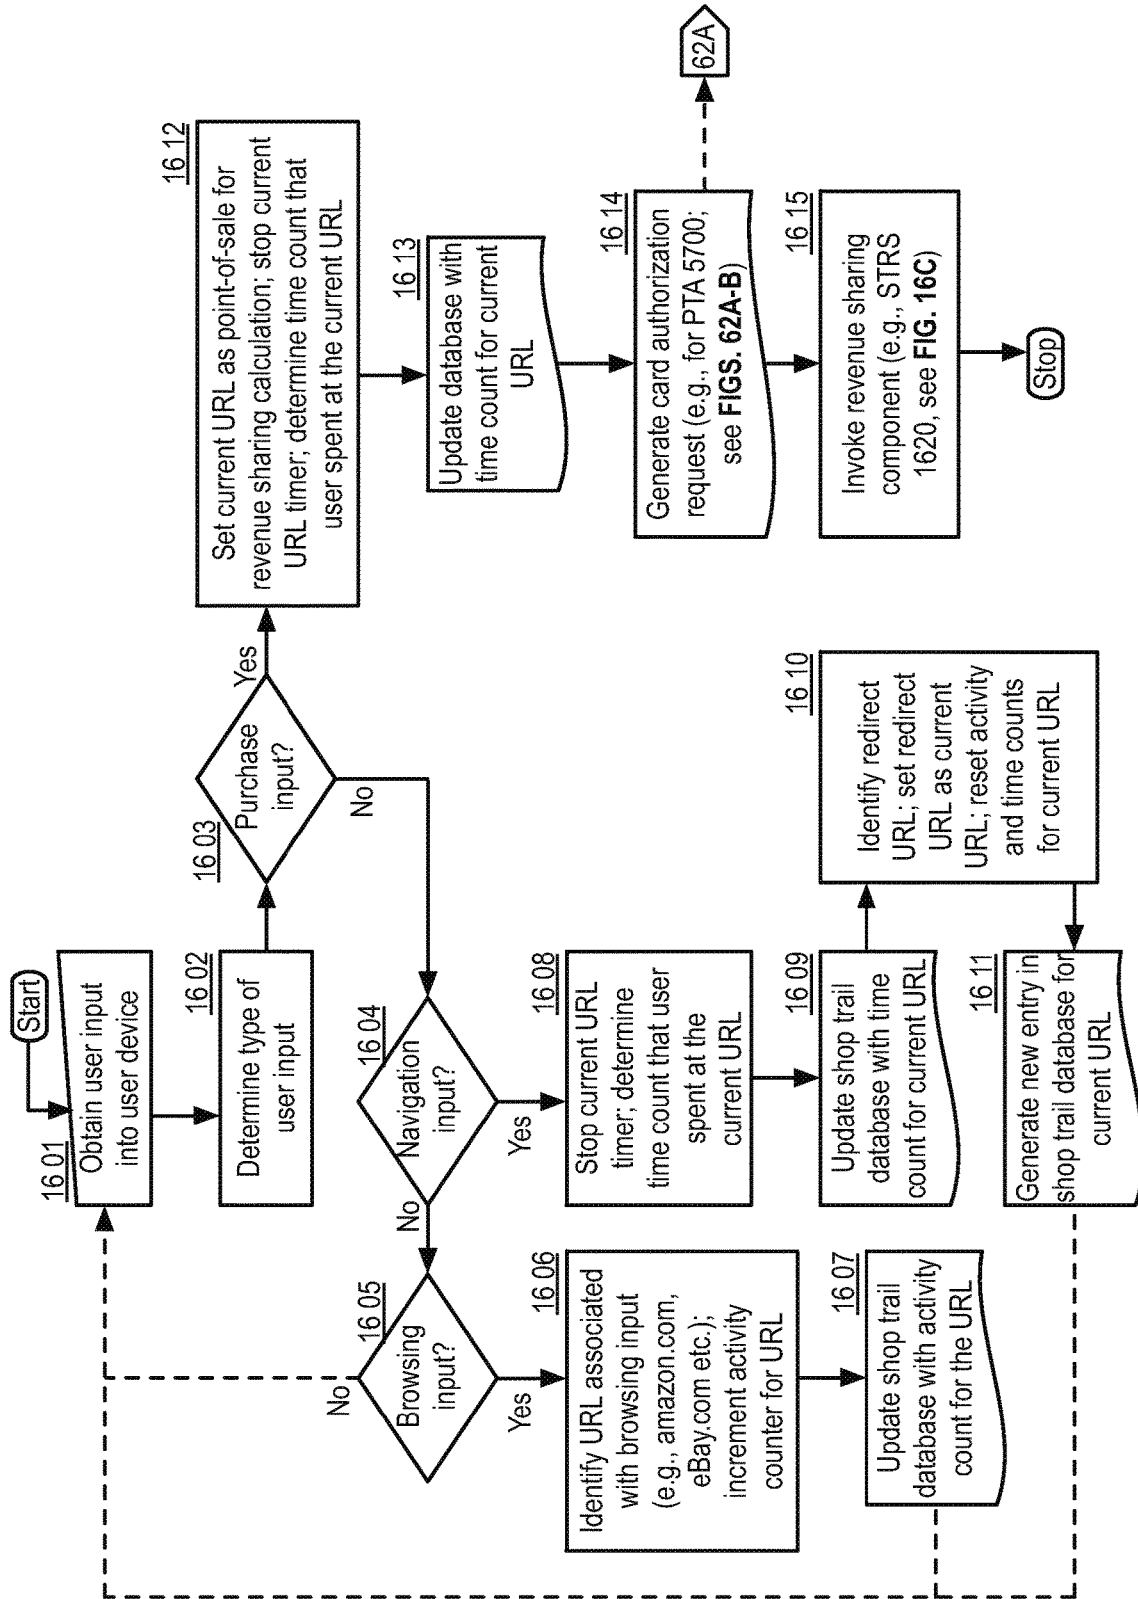 Start
16 01
Obtain user input
into user device
16 02
Determine type of
user input
16 03
Purchase
input?
Yes
No
16 12
Set current URL as point-of-sale for
revenue sharing calculation; stop current
URL timer; determine time count that
user spent at the current URL
16 13
Update database with
time count for current
URL
16 14
Generate card authorization
request (e.g., for PTA 5700;
see FIGS. 62A-B)
62A
16 15
Invoke revenue sharing
component (e.g., STRS
1620, see FIG. 16C)
Stop
16 04
Navigation
input?
Yes
No
16 08
Stop current URL
timer; determine
time count that user
spent at the
current URL
16 09
Update shop trail
database with time
count for current URL
16 10
Identify redirect
URL; set redirect
URL as current
URL; reset activity
and time counts
for current URL
16 11
Generate new entry in
shop trail database for
current URL
16 05
Browsing
input?
No
Yes
16 06
Identify URL associated
with browsing input
(e.g., amazon.com,
eBay.com etc.);
increment activity
counter for URL
16 07
Update shop trail
database with activity
count for the URL